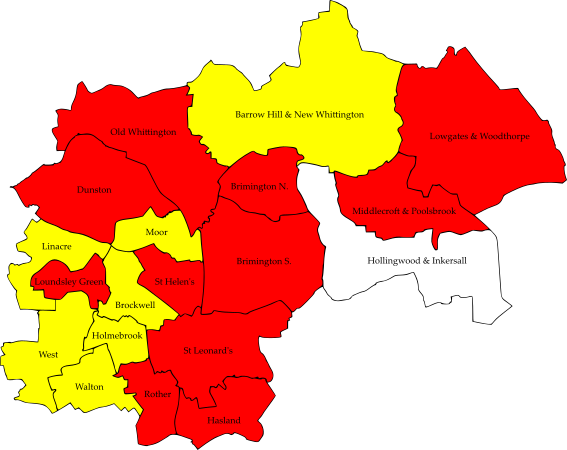 Barrow Hill & New Whittington
Old Whittington
Lowgates & Woodthorpe
Dunston
Brimington N.
Middlecroft & Poolsbrook
Moor
Linacre
Brimington S.
Hollingwood & Inkersall
Loundsley Green
St Helen's
Brockwell
Holmebrook
West
St Leonard's
Walton
Rother
Hasland